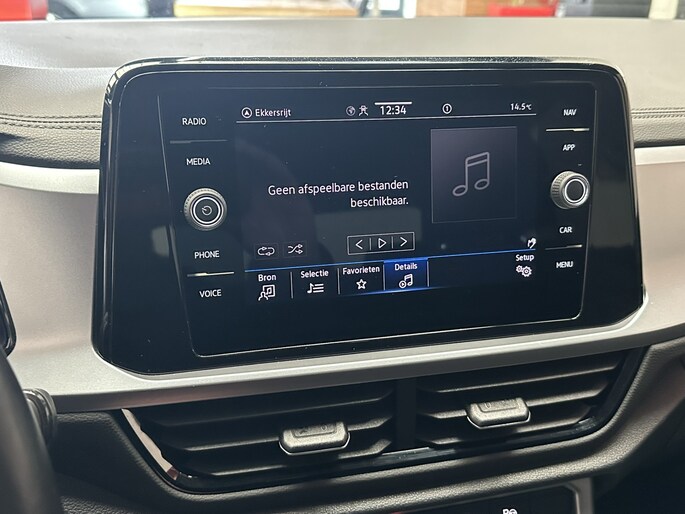 RADIO
MEDIA
PHONE
VOICE
Ekkersrijt
12:34
14.5°C
Geen afspeelbare bestanden
beschikbaar.
Bron
Selectie
Favorieten
Details
Setup
NAV
APP
CAR
MENU